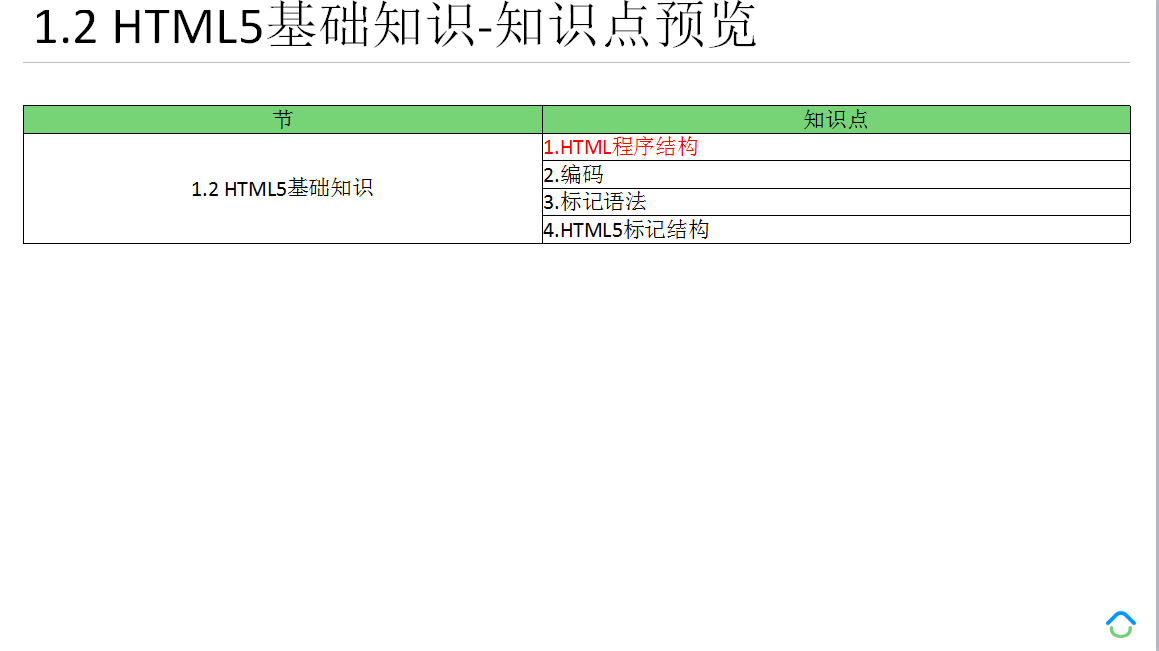 1.2 HTML5基础知识-知识点预览
节
知识点
1.2 HTML5基础知识
1.HTML程序结构
2.编码
3.标记语法
4.HTML5标记结构